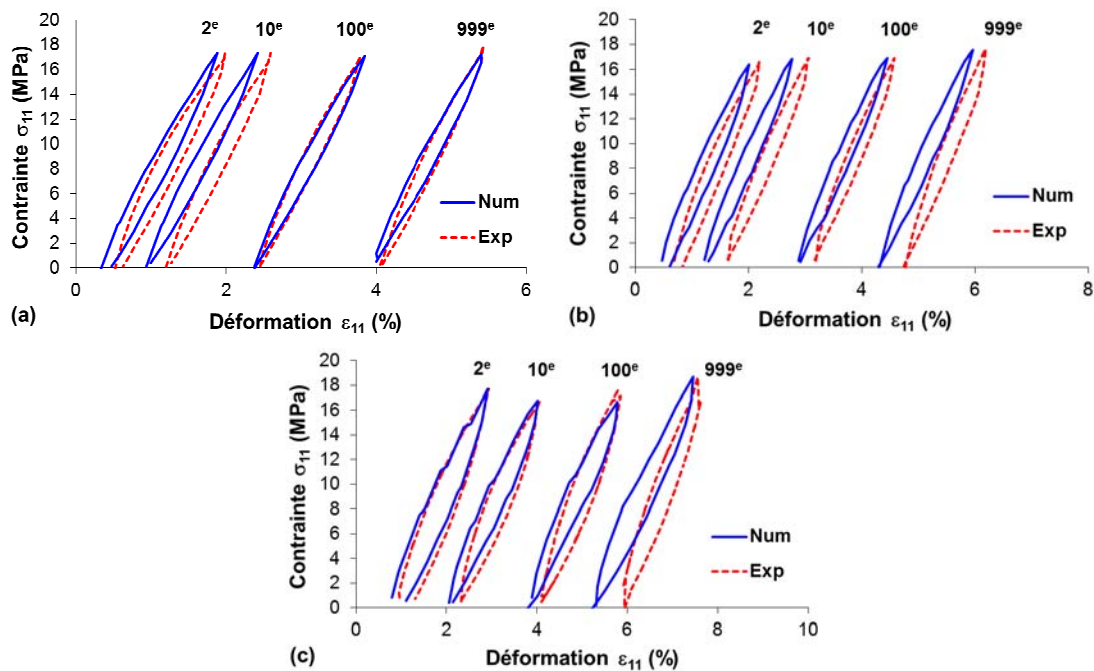 2ᵉ 10ᵉ 100ᵉ 999ᵉ
Contrainte σ₁₁ (MPa)
20
18
16
14
12
10
8
6
4
2
0
Num
Exp
0 2 4 6
(a)
Déformation ε₁₁ (%)
2ᵉ 10ᵉ 100ᵉ 999ᵉ
Contrainte σ₁₁ (MPa)
20
18
16
14
12
10
8
6
4
2
0
Num
Exp
0 2 4 6 8
(b)
Déformation ε₁₁ (%)
2ᵉ 10ᵉ 100ᵉ 999ᵉ
Contrainte σ₁₁ (MPa)
20
18
16
14
12
10
8
6
4
2
0
Num
Exp
0 2 4 6 8 10
(c)
Déformation ε₁₁ (%)